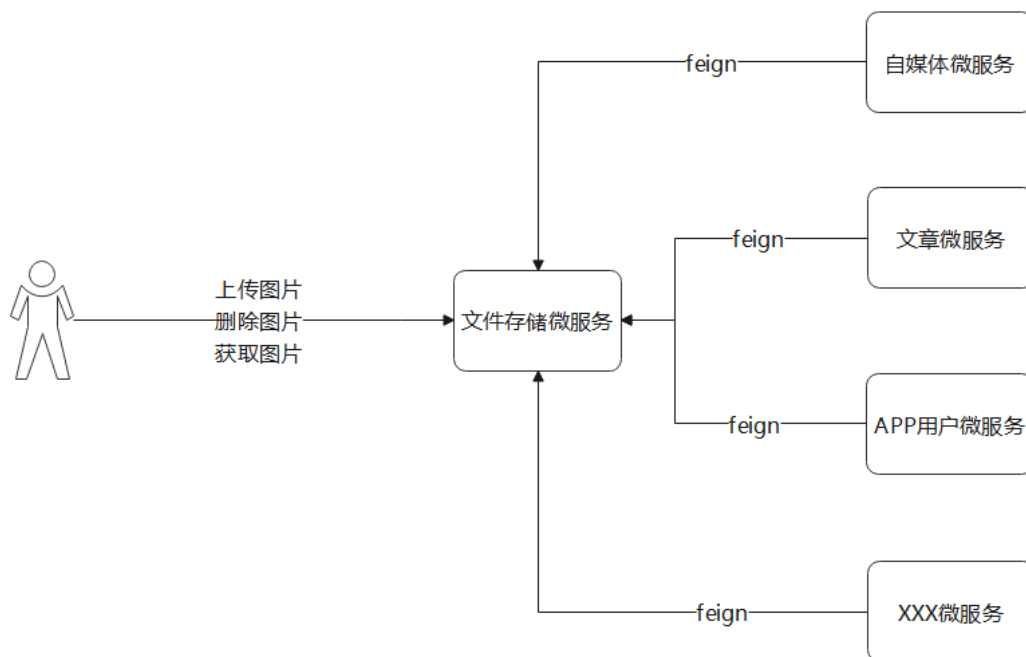 feign
自媒体微服务
feign
文章微服务
上传图片
删除图片
获取图片
文件存储微服务
feign
APP用户微服务
feign
XXX微服务